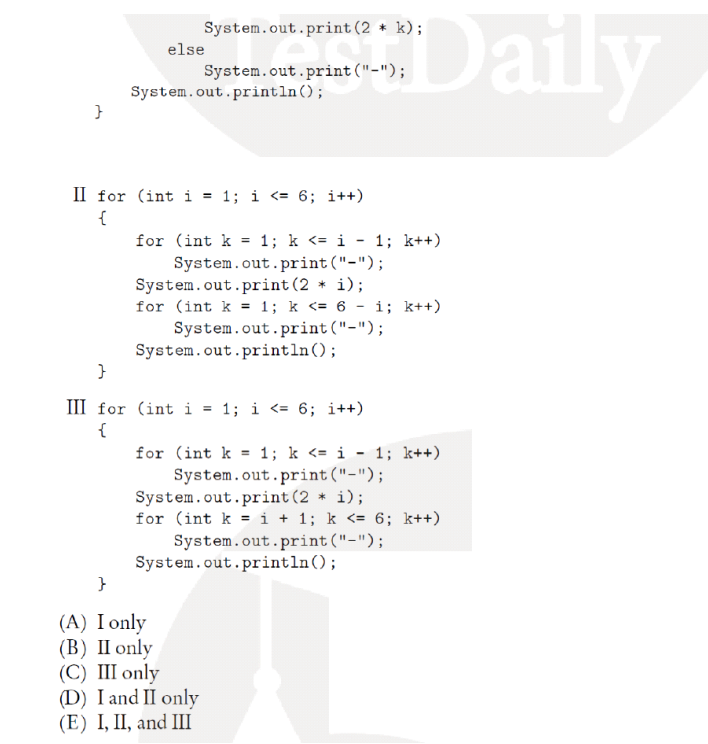 TestDaily
System.out.print(2 * k);
else
System.out.print("-");
System.out.println();
}
II for (int i = 1; i <= 6; i++)
{
for (int k = 1; k <= i - 1; k++)
System.out.print("-");
System.out.print(2 * i);
for (int k = 1; k <= 6 - i; k++)
System.out.print("-");
System.out.println();
}
III for (int i = 1; i <= 6; i++)
{
for (int k = 1; k <= i - 1; k++)
System.out.print("-");
System.out.print(2 * i);
for (int k = i + 1; k <= 6; k++)
System.out.print("-");
System.out.println();
}
(A) I only
(B) II only
(C) III only
(D) I and II only
(E) I, II, and III